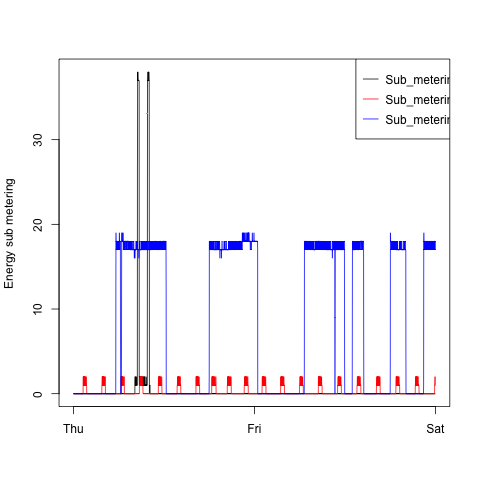 Sub_meterin
Sub_meterin
Sub_meterin
Energy sub metering
30
20
10
0
Thu
Fri
Sat